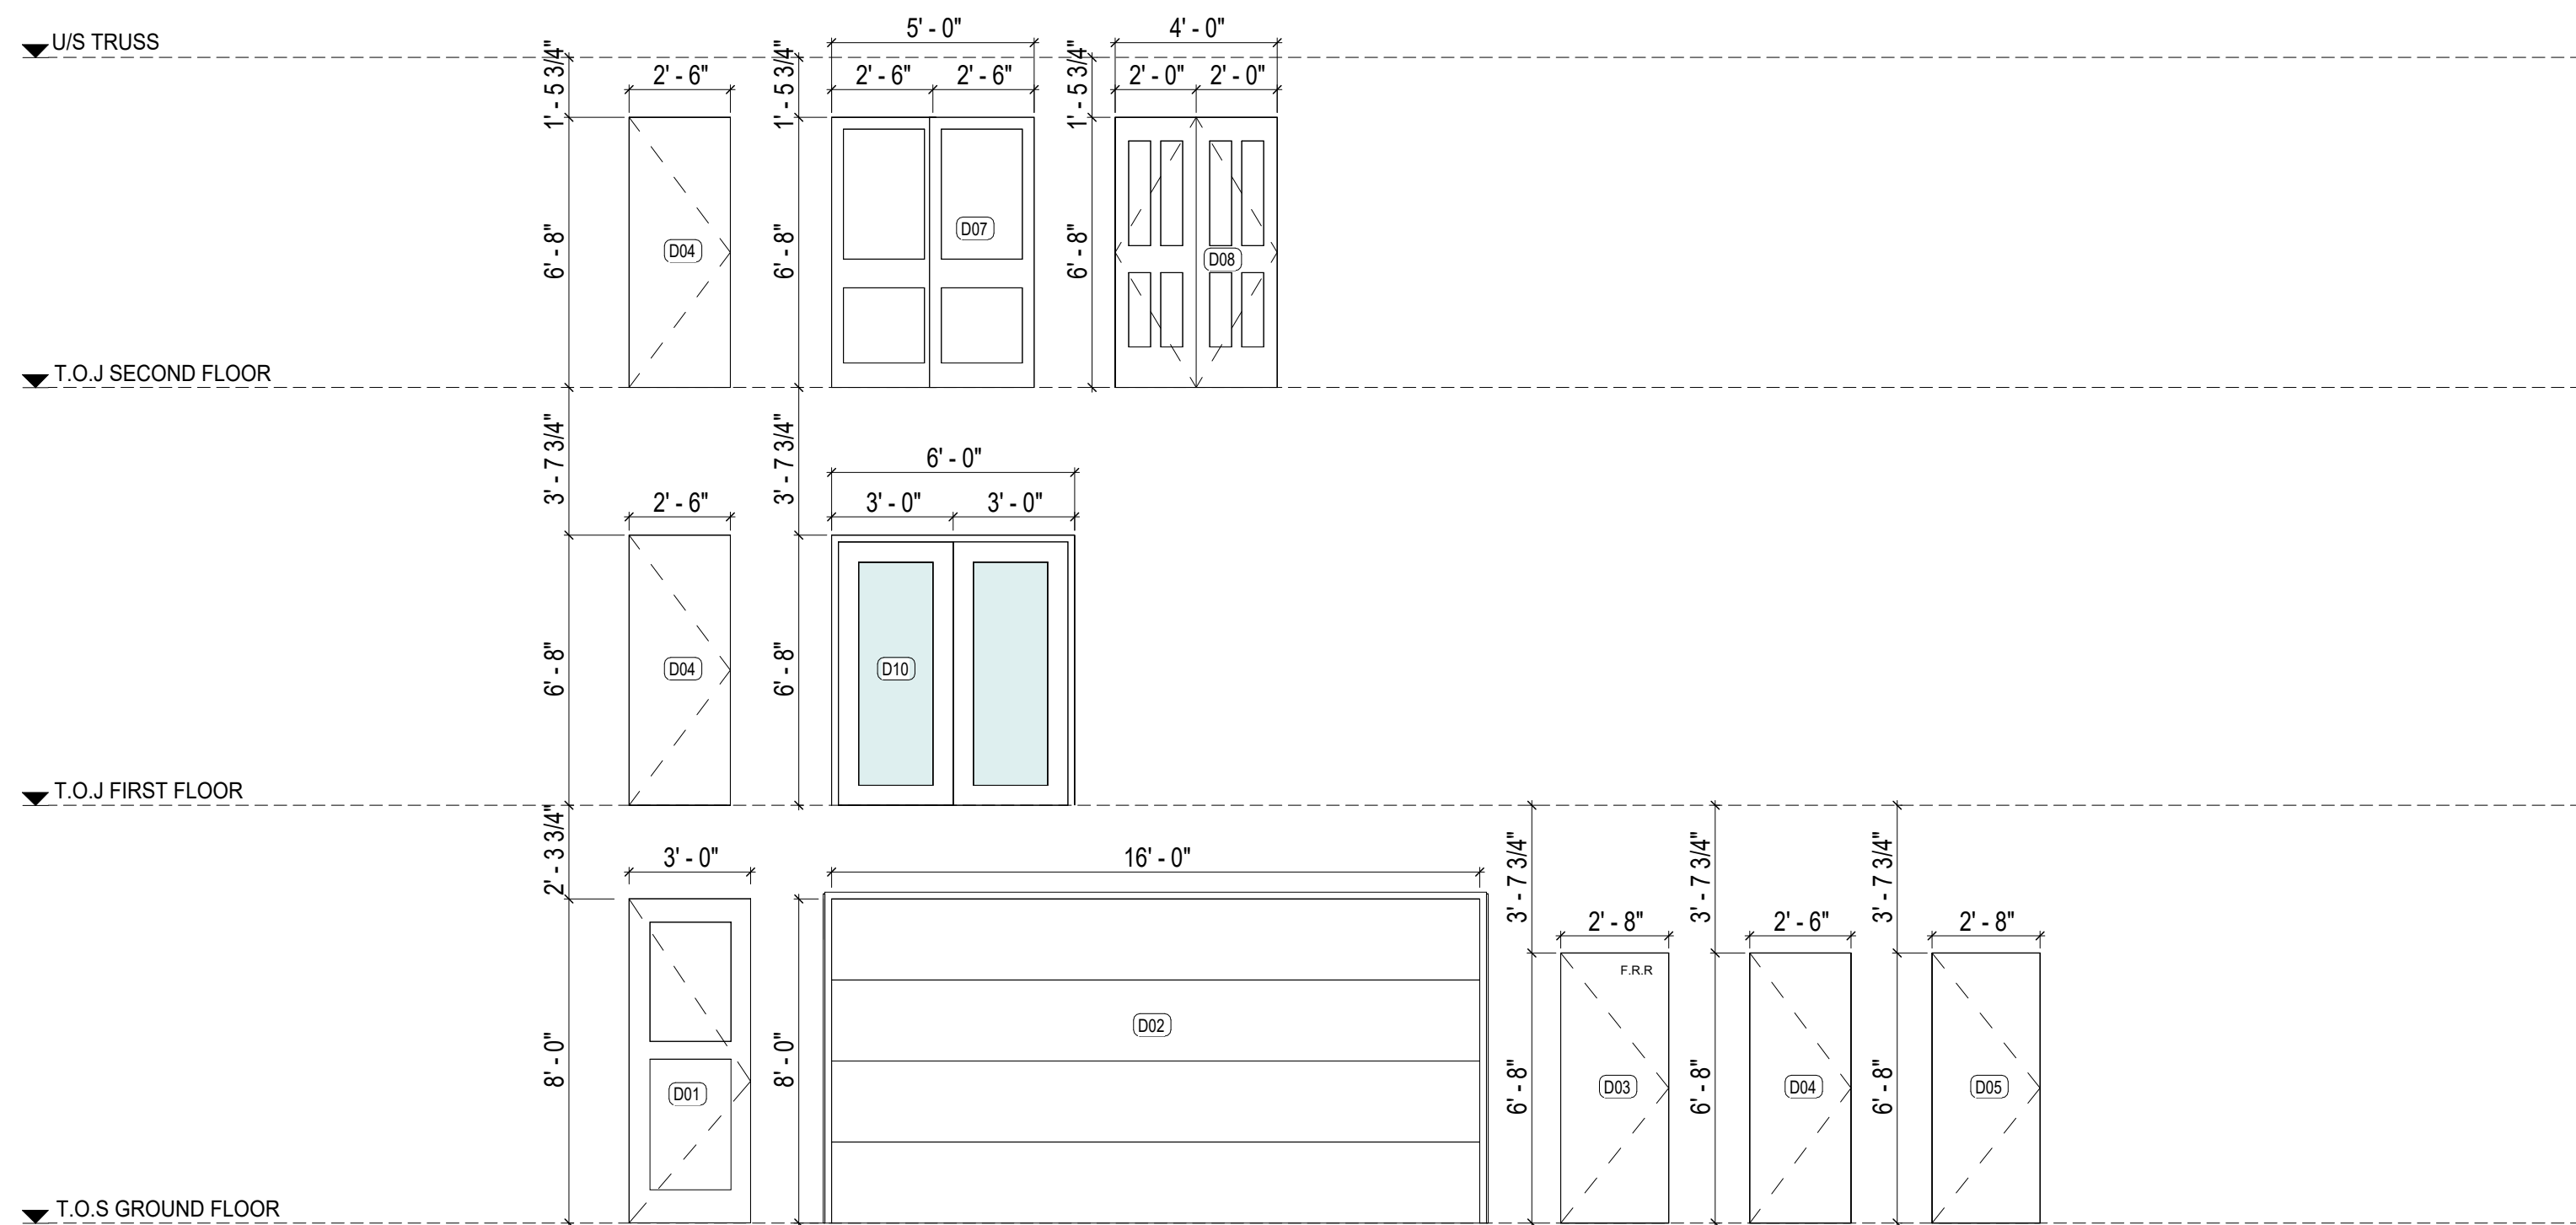 U/S TRUSS
5' - 0"
4' - 0"
1' - 5 3/4"
2' - 6"
1' - 5 3/4"
2' - 6"
2' - 6"
1' - 5 3/4"
2' - 0"
2' - 0"
6' - 8"
D04
6' - 8"
D07
6' - 8"
D08
T.O.J SECOND FLOOR
3' - 7 3/4"
3' - 7 3/4"
6' - 0"
2' - 6"
3' - 0"
3' - 0"
6' - 8"
D04
6' - 8"
D10
T.O.J FIRST FLOOR
2' - 3 3/4"
3' - 0"
16' - 0"
3' - 7 3/4"
3' - 7 3/4"
3' - 7 3/4"
2' - 8"
2' - 6"
2' - 8"
F.R.R
8' - 0"
D01
8' - 0"
D02
6' - 8"
D03
6' - 8"
D04
6' - 8"
D05
T.O.S GROUND FLOOR